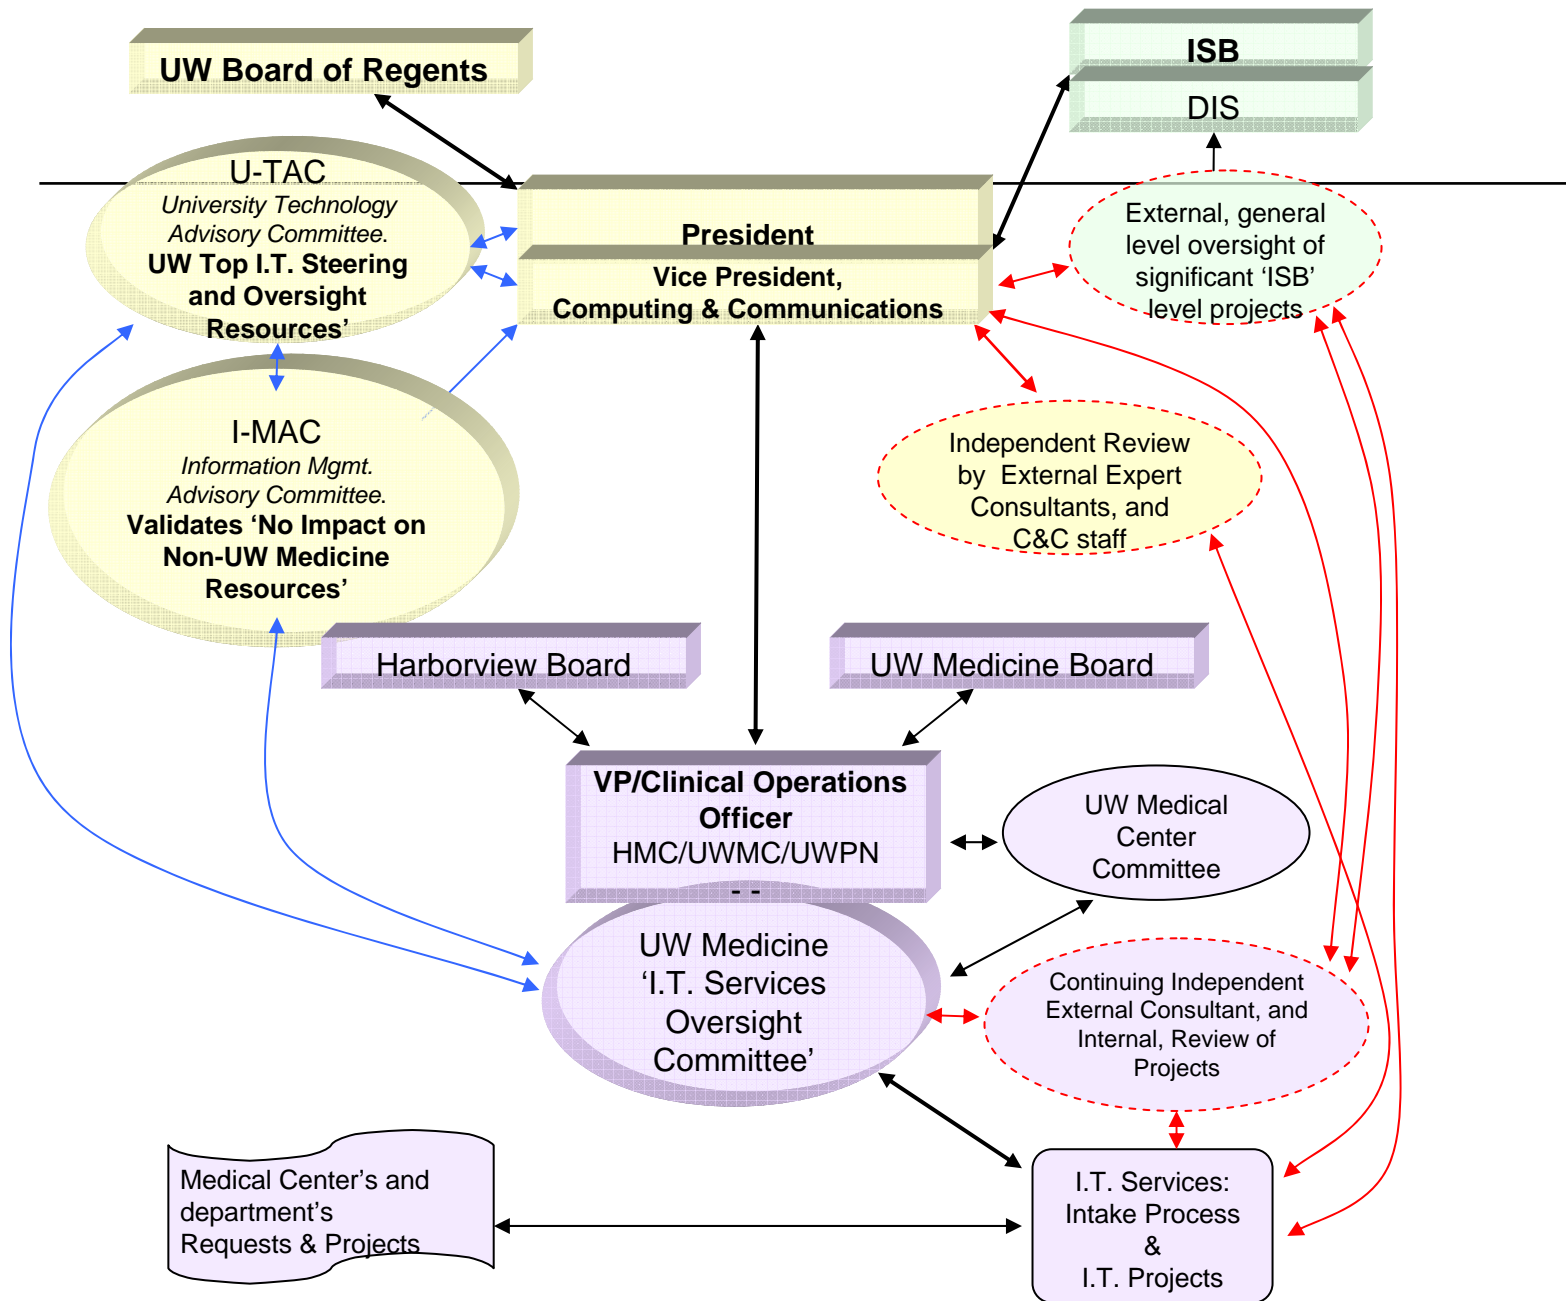 UW Board of Regents
ISB
DIS
U-TAC
University Technology
Advisory Committee.
UW Top I.T. Steering
and Oversight
Resources’
President
Vice President,
Computing & Communications
External, general
level oversight of
significant ‘ISB’
level projects
I-MAC
Information Mgmt.
Advisory Committee.
Validates ‘No Impact on
Non-UW Medicine
Resources’
Independent Review
by External Expert
Consultants, and
C&C staff
Harborview Board
UW Medicine Board
VP/Clinical Operations
Officer
HMC/UWMC/UWPN
- -
UW Medical
Center
Committee
UW Medicine
‘I.T. Services
Oversight
Committee’
Continuing Independent
External Consultant, and
Internal, Review of
Projects
Medical Center’s and
department’s
Requests & Projects
I.T. Services:
Intake Process
&
I.T. Projects